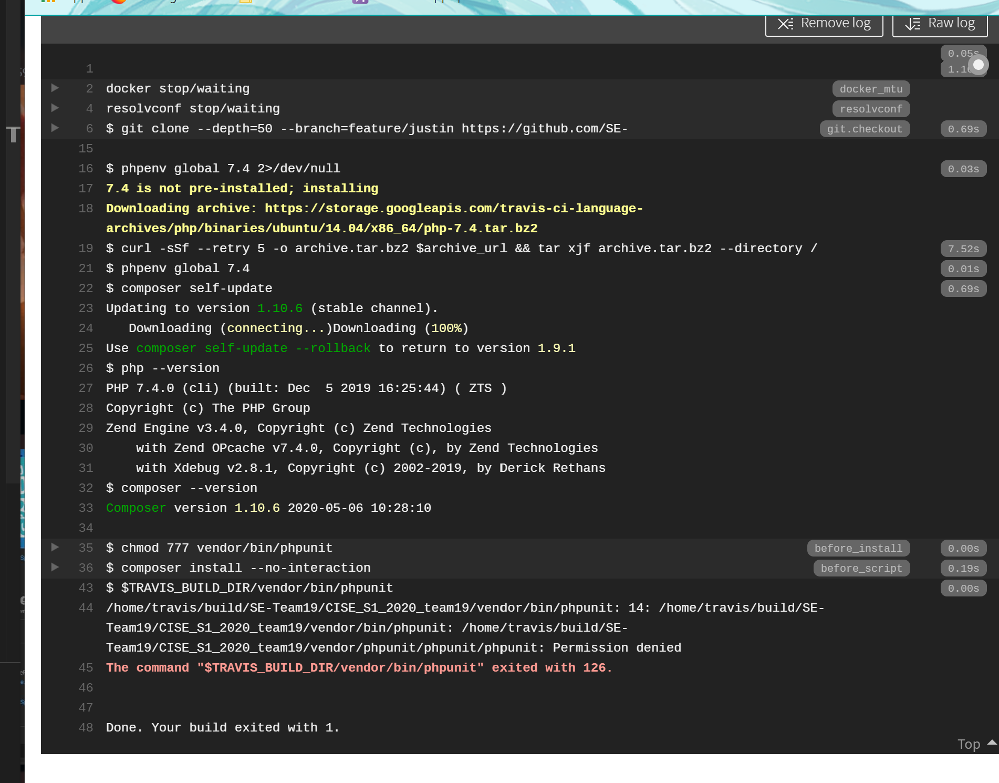 Remove log
Raw log
0.05s
1
2 docker stop/waiting docker_mtu
4 resolvconf stop/waiting resolvconf
6 $ git clone --depth=50 --branch=feature/justin https://github.com/SE- git.checkout 0.69s
15
16 $ phpenv global 7.4 2>/dev/null 0.03s
17 7.4 is not pre-installed; installing
18 Downloading archive: https://storage.googleapis.com/travis-ci-language-
archives/php/binaries/ubuntu/14.04/x86_64/php-7.4.tar.bz2
19 $ curl -sSf --retry 5 -o archive.tar.bz2 $archive_url && tar xjf archive.tar.bz2 --directory / 7.52s
21 $ phpenv global 7.4 0.01s
22 $ composer self-update 0.69s
23 Updating to version 1.10.6 (stable channel).
24    Downloading (connecting...)Downloading (100%)
25 Use composer self-update --rollback to return to version 1.9.1
26 $ php --version
27 PHP 7.4.0 (cli) (built: Dec  5 2019 16:25:44) ( ZTS )
28 Copyright (c) The PHP Group
29 Zend Engine v3.4.0, Copyright (c) Zend Technologies
30     with Zend OPcache v7.4.0, Copyright (c), by Zend Technologies
31     with Xdebug v2.8.1, Copyright (c) 2002-2019, by Derick Rethans
32 $ composer --version
33 Composer version 1.10.6 2020-05-06 10:28:10
34
35 $ chmod 777 vendor/bin/phpunit before_install 0.00s
36 $ composer install --no-interaction before_script 0.19s
43 $ $TRAVIS_BUILD_DIR/vendor/bin/phpunit 0.00s
44 /home/travis/build/SE-Team19/CISE_S1_2020_team19/vendor/bin/phpunit: 14: /home/travis/build/SE-
Team19/CISE_S1_2020_team19/vendor/bin/phpunit: /home/travis/build/SE-
Team19/CISE_S1_2020_team19/vendor/phpunit/phpunit/phpunit: Permission denied
45 The command "$TRAVIS_BUILD_DIR/vendor/bin/phpunit" exited with 126.
46
47
48 Done. Your build exited with 1.
Top